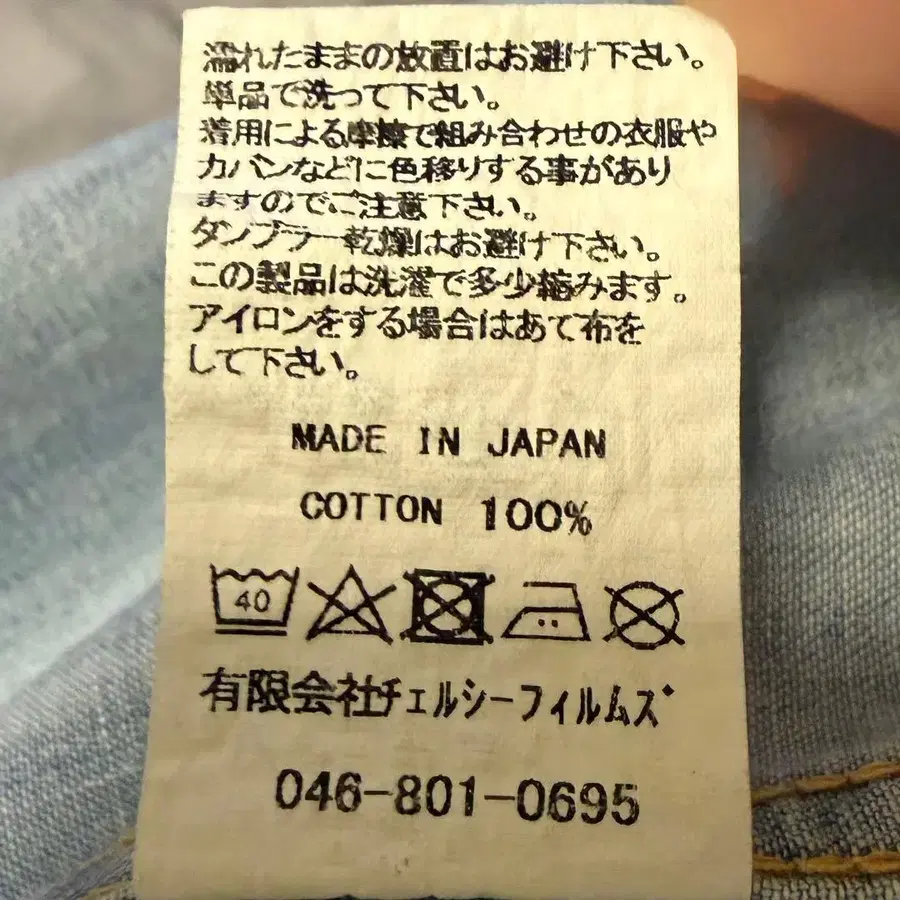 濡れたままの放置はお避け下さい。
単品で洗って下さい。
着用による摩擦で組み合わせの衣服や
カバンなどに色移りする事があり
ますのでご注意下さい。
タンブラー乾燥はお避け下さい。
この製品は洗濯で多少縮みます。
アイロンをする場合はあて布を
して下さい。
MADE IN JAPAN
COTTON 100%
40
有限会社チェルシーフィルムズ
046-801-0695